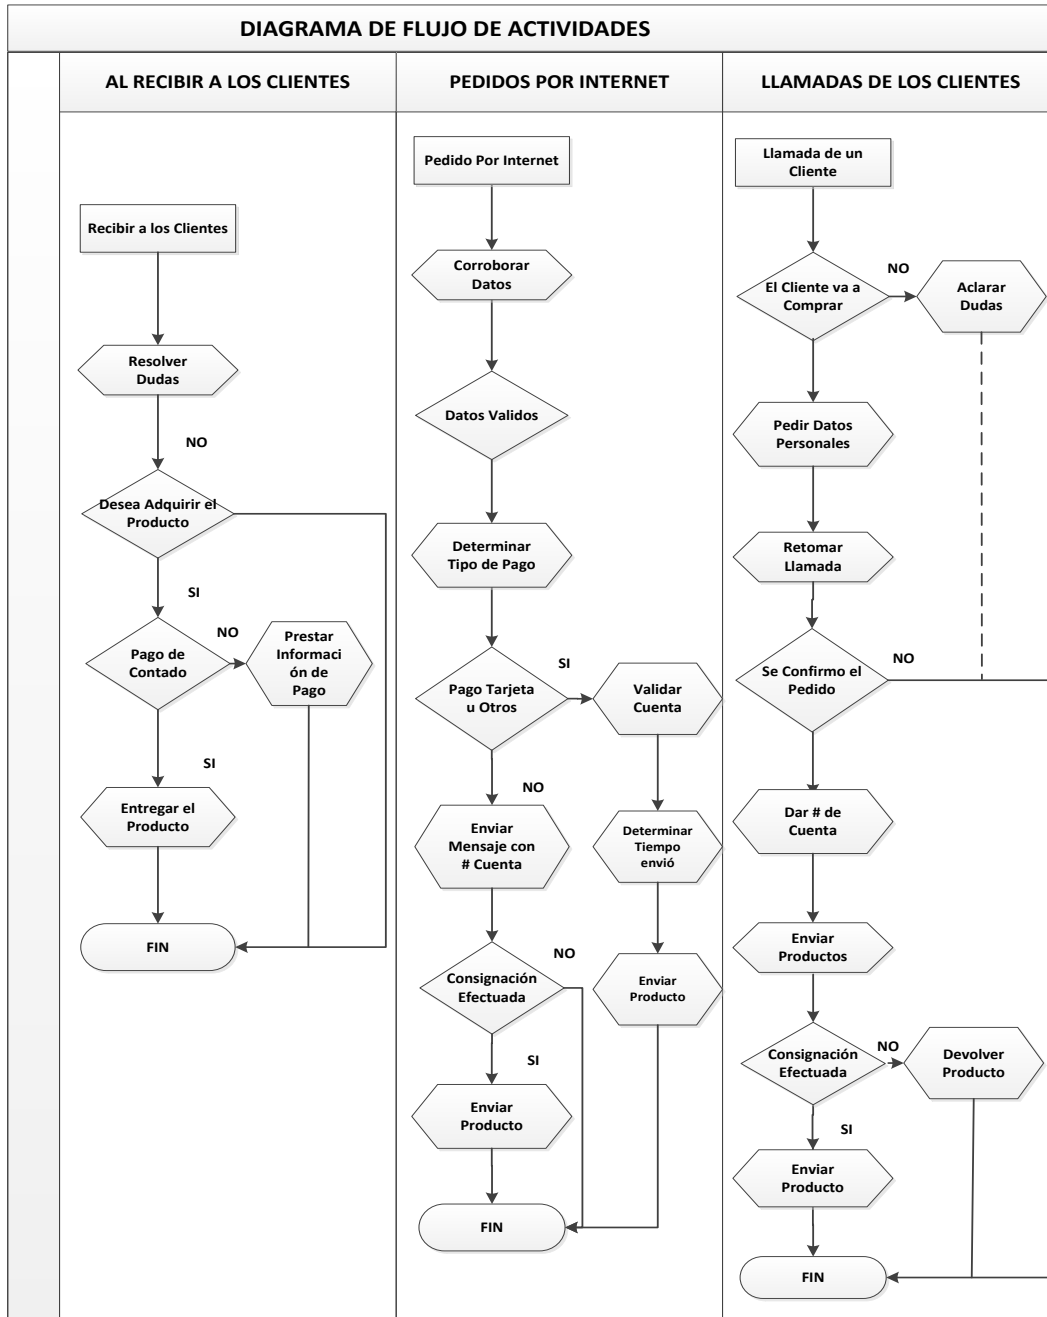 DIAGRAMA DE FLUJO DE ACTIVIDADES
AL RECIBIR A LOS CLIENTES
PEDIDOS POR INTERNET
LLAMADAS DE LOS CLIENTES
Recibir a los Clientes
Resolver
Dudas
NO
Desea Adquirir el
Producto
SI
Pago de
Contado
NO
Prestar
Informaci
ón de
Pago
SI
Entregar el
Producto
FIN
Pedido Por Internet
Corroborar
Datos
Datos Validos
Determinar
Tipo de Pago
Pago Tarjeta
u Otros
SI
Validar
Cuenta
NO
Enviar
Mensaje con
# Cuenta
Determinar
Tiempo
envió
Consignación
Efectuada
NO
Enviar
Producto
SI
Enviar
Producto
FIN
Llamada de un
Cliente
El Cliente va a
Comprar
NO
Aclarar
Dudas
Pedir Datos
Personales
Retomar
Llamada
Se Confirmo el
Pedido
NO
Dar # de
Cuenta
Enviar
Productos
Consignación
Efectuada
NO
Devolver
Producto
SI
Enviar
Producto
FIN